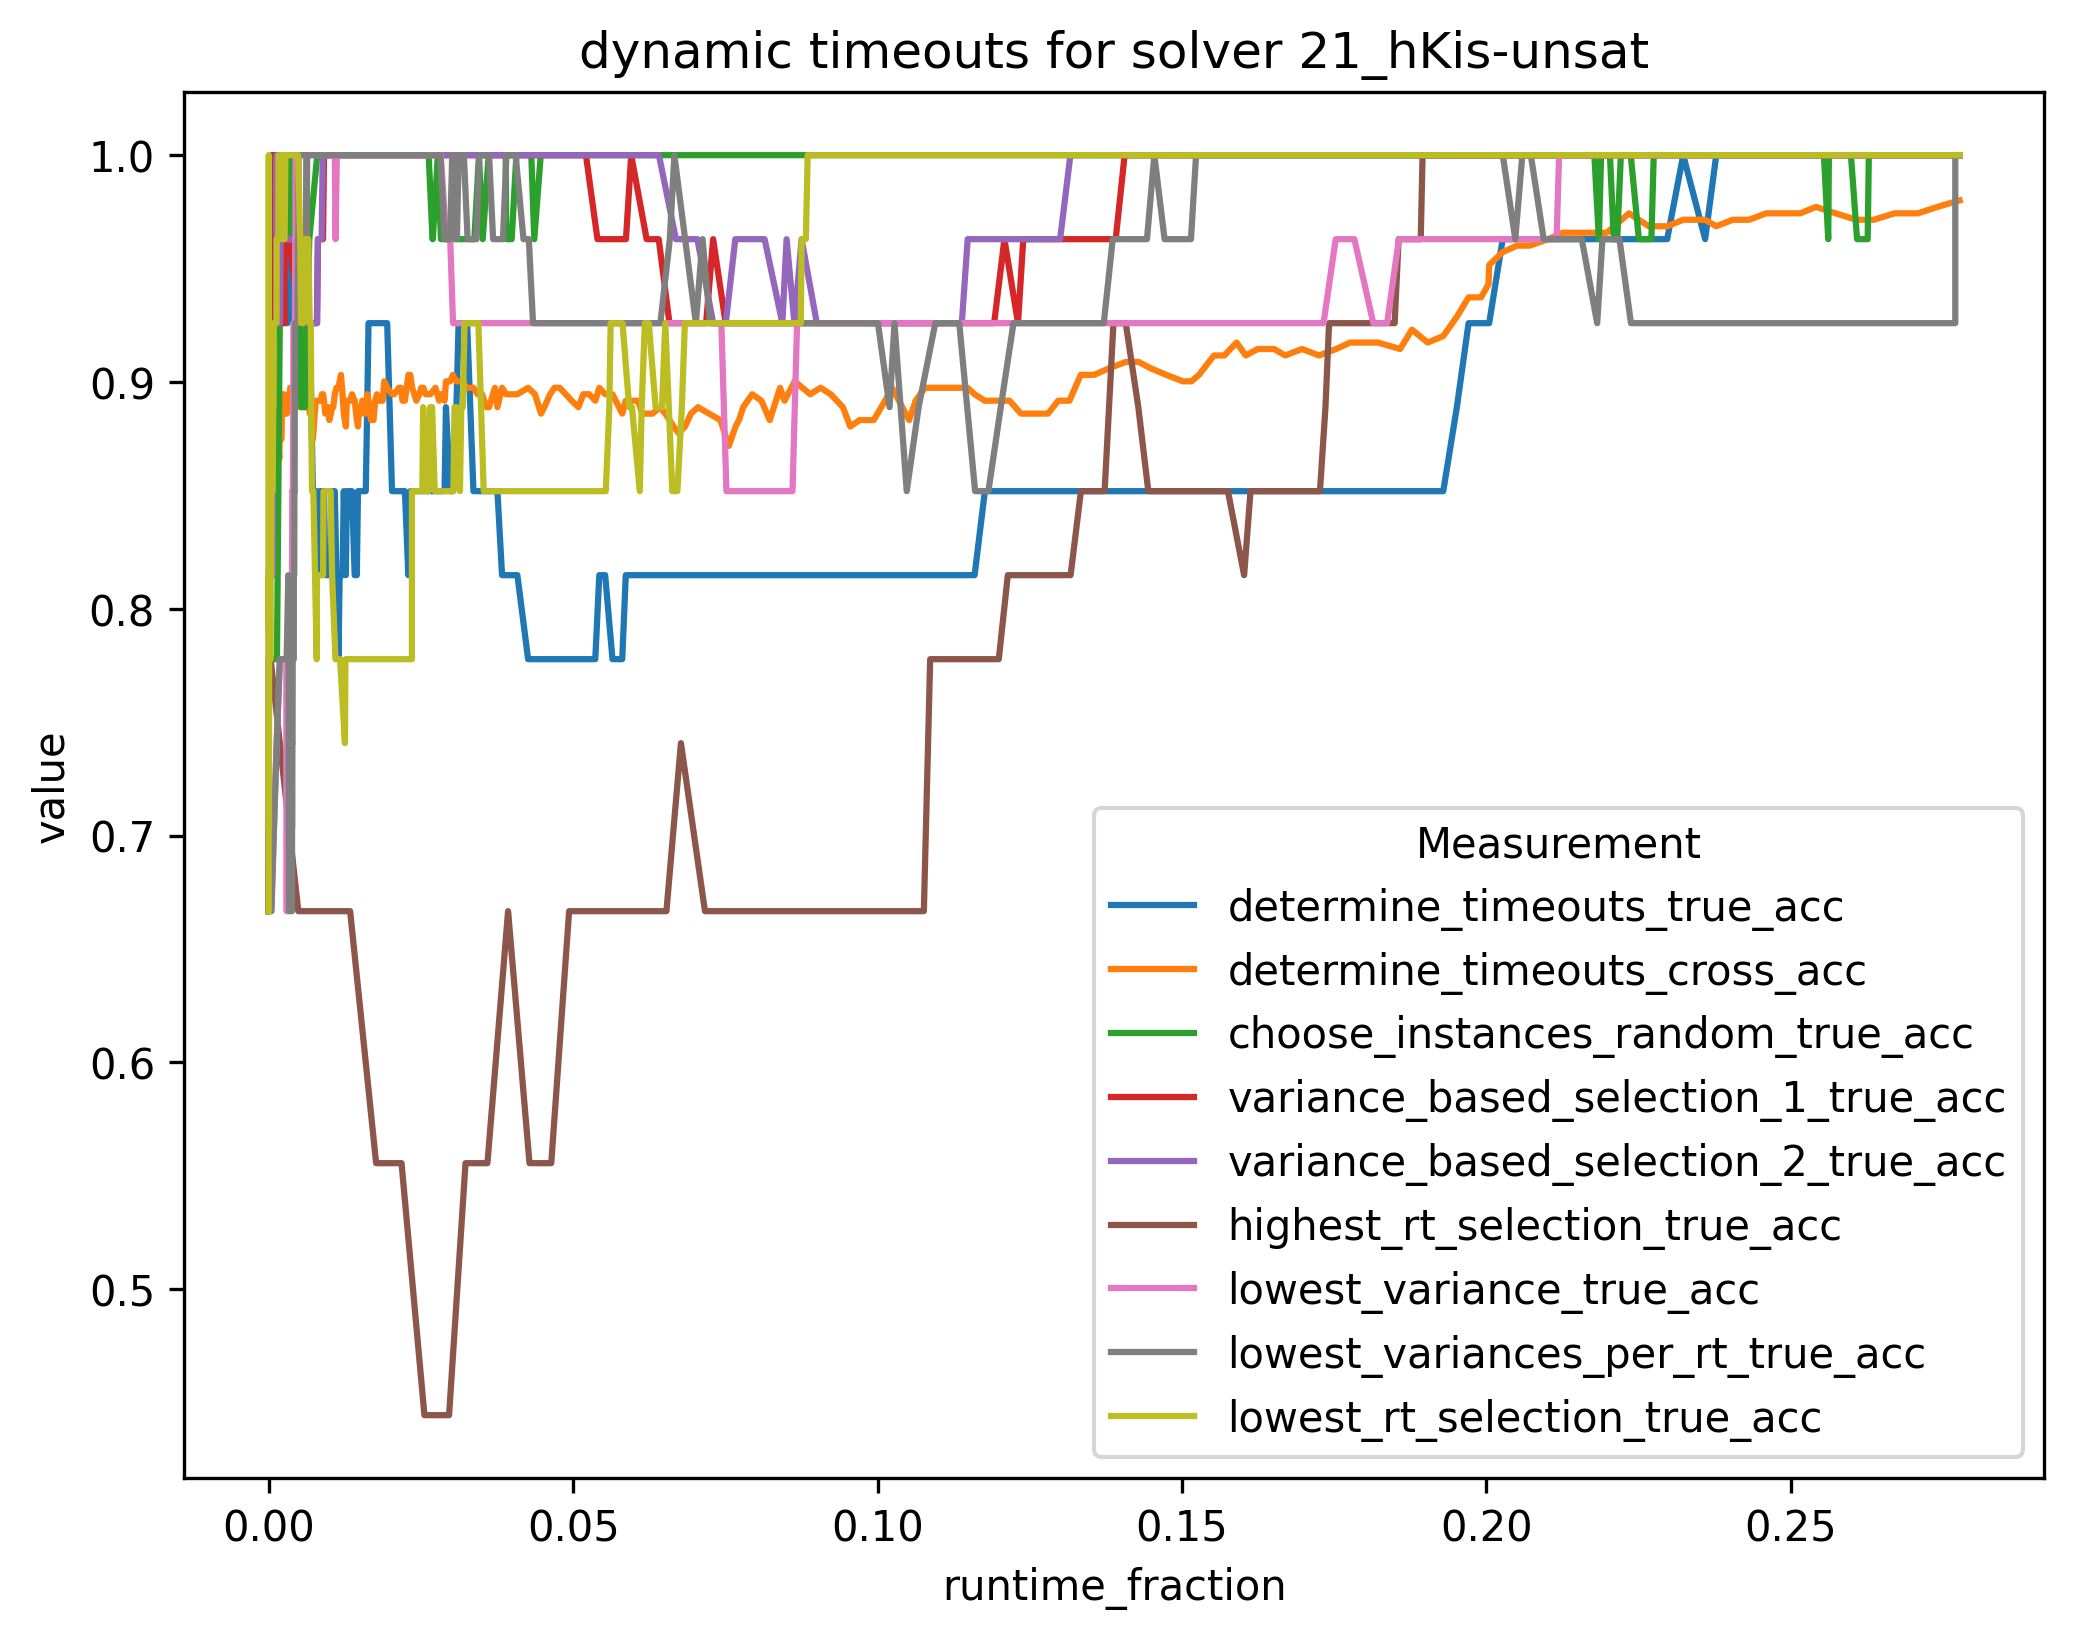 dynamic timeouts for solver 21_hKis-unsat
1.0
0.9
0.8
0.7
0.6
0.5
value
Measurement
determine_timeouts_true_acc
determine_timeouts_cross_acc
choose_instances_random_true_acc
variance_based_selection_1_true_acc
variance_based_selection_2_true_acc
highest_rt_selection_true_acc
lowest_variance_true_acc
lowest_variances_per_rt_true_acc
lowest_rt_selection_true_acc
0.00 0.05 0.10 0.15 0.20 0.25
runtime_fraction